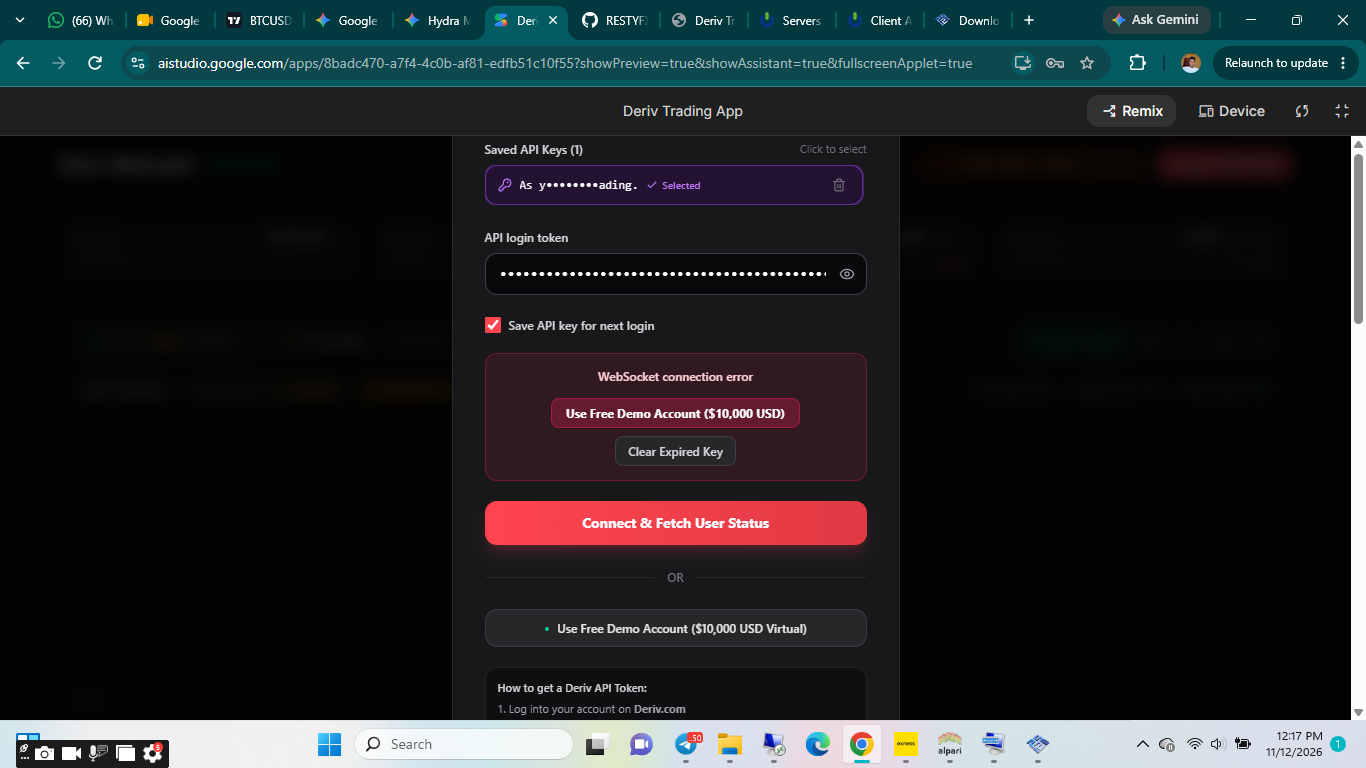 (66) Wh
Google
BTCUSD
Google
Hydra M
Der
RESTYFX
Deriv Tr
Servers
Client A
Downlo
Ask Gemini
aistudio.google.com/apps/8badc470-a7f4-4c0b-af81-edfb51c10f55?showPreview=true&showAssistant=true&fullscreenApplet=true
Relaunch to update
Deriv Trading App
Remix
Device
Saved API Keys (1)
Click to select
As y••••••••ading.
Selected
API login token
Save API key for next login
WebSocket connection error
Use Free Demo Account ($10,000 USD)
Clear Expired Key
Connect & Fetch User Status
OR
Use Free Demo Account ($10,000 USD Virtual)
How to get a Deriv API Token:
1. Log into your account on Deriv.com
5
Search
.50
exness
alpari
12:17 PM
11/12/2026
1